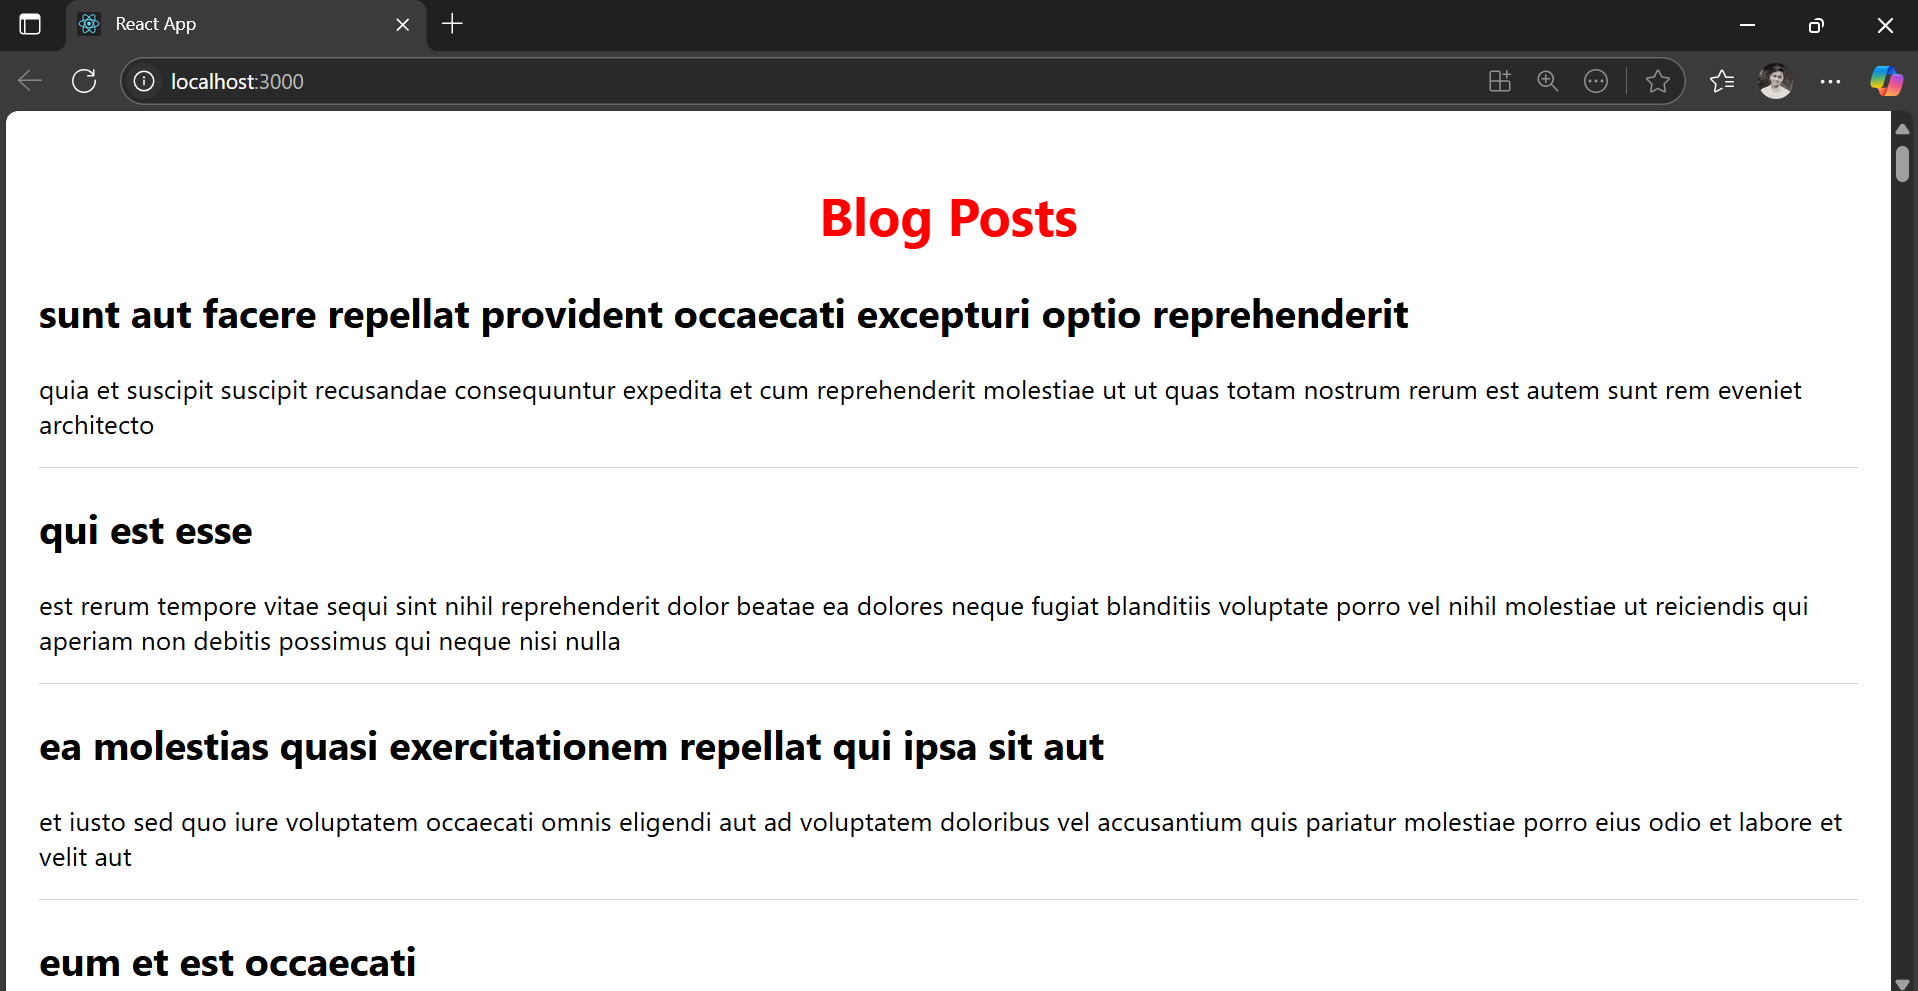 React App
localhost:3000
Blog Posts
sunt aut facere repellat provident occaecati excepturi optio reprehenderit
quia et suscipit suscipit recusandae consequuntur expedita et cum reprehenderit molestiae ut ut quas totam nostrum rerum est autem sunt rem eveniet
architecto
qui est esse
est rerum tempore vitae sequi sint nihil reprehenderit dolor beatae ea dolores neque fugiat blanditiis voluptate porro vel nihil molestiae ut reiciendis qui
aperiam non debitis possimus qui neque nisi nulla
ea molestias quasi exercitationem repellat qui ipsa sit aut
et iusto sed quo iure voluptatem occaecati omnis eligendi aut ad voluptatem doloribus vel accusantium quis pariatur molestiae porro eius odio et labore et
velit aut
eum et est occaecati